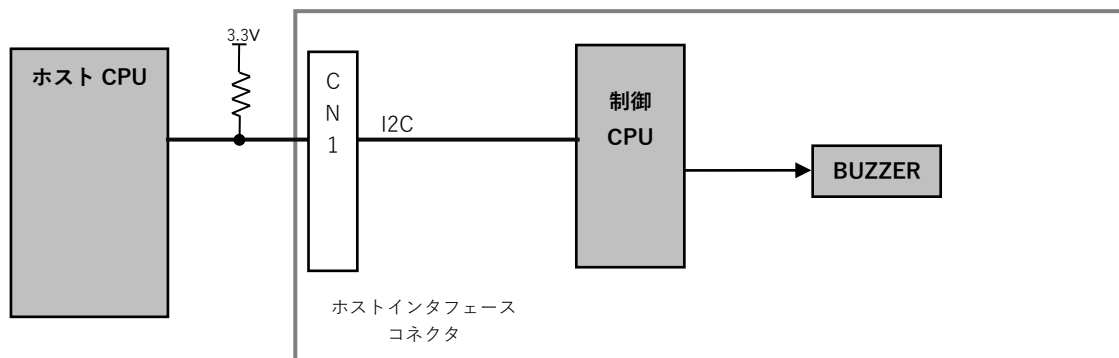 3.3V
ホスト CPU
C
N
1
I2C
制御
CPU
BUZZER
ホストインタフェース
コネクタ